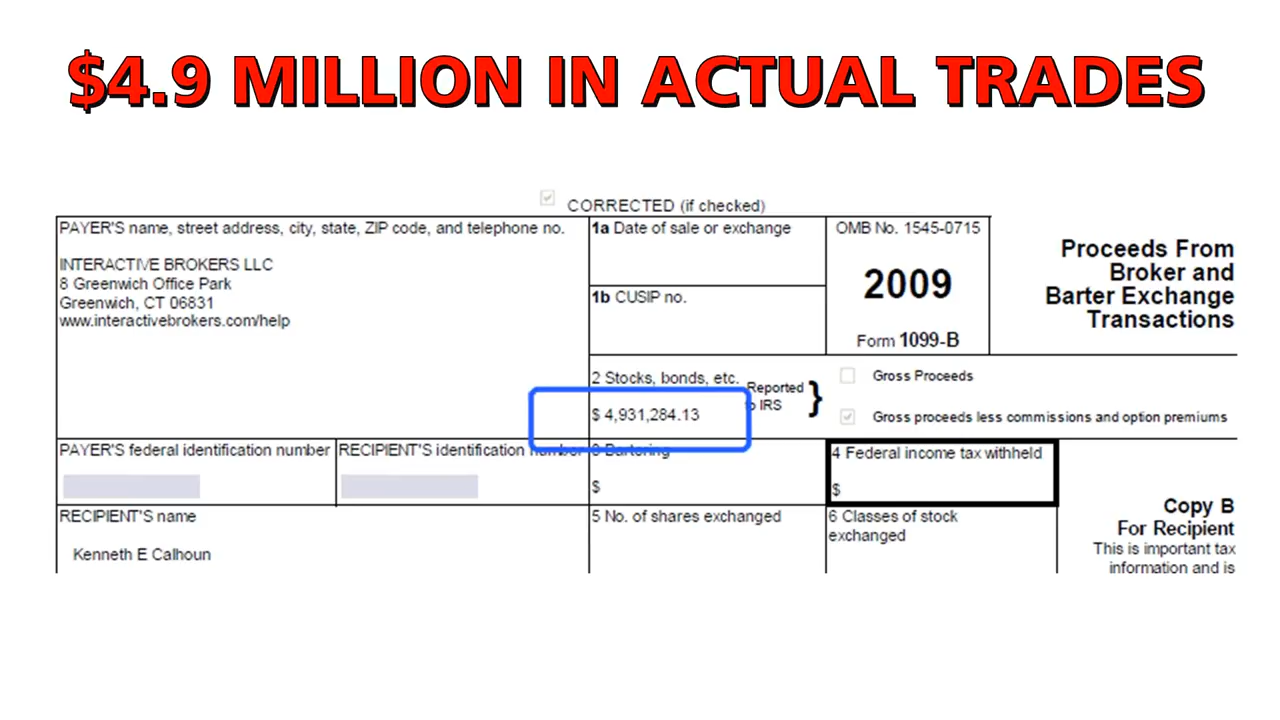 $4.9 MILLION IN ACTUAL TRADES
CORRECTED (if checked)
PAYER'S name, street address, city, state, ZIP code, and telephone no.
INTERACTIVE BROKERS LLC
8 Greenwich Office Park
Greenwich, CT 06831
www.interactivebrokers.com/help
1a Date of sale or exchange
1b CUSIP no.
OMB No. 1545-0715
2009
Form 1099-B
Proceeds From
Broker and
Barter Exchange
Transactions
2 Stocks, bonds, etc.
$ 4,931,284.13
Reported
to IRS
}
Gross Proceeds
Gross proceeds less commissions and option premiums
PAYER'S federal identification number
RECIPIENT'S identification number
3 Bartering
$
4 Federal income tax withheld
$
RECIPIENT'S name
Kenneth E Calhoun
5 No. of shares exchanged
6 Classes of stock
exchanged
Copy B
For Recipient
This is important tax
information and is